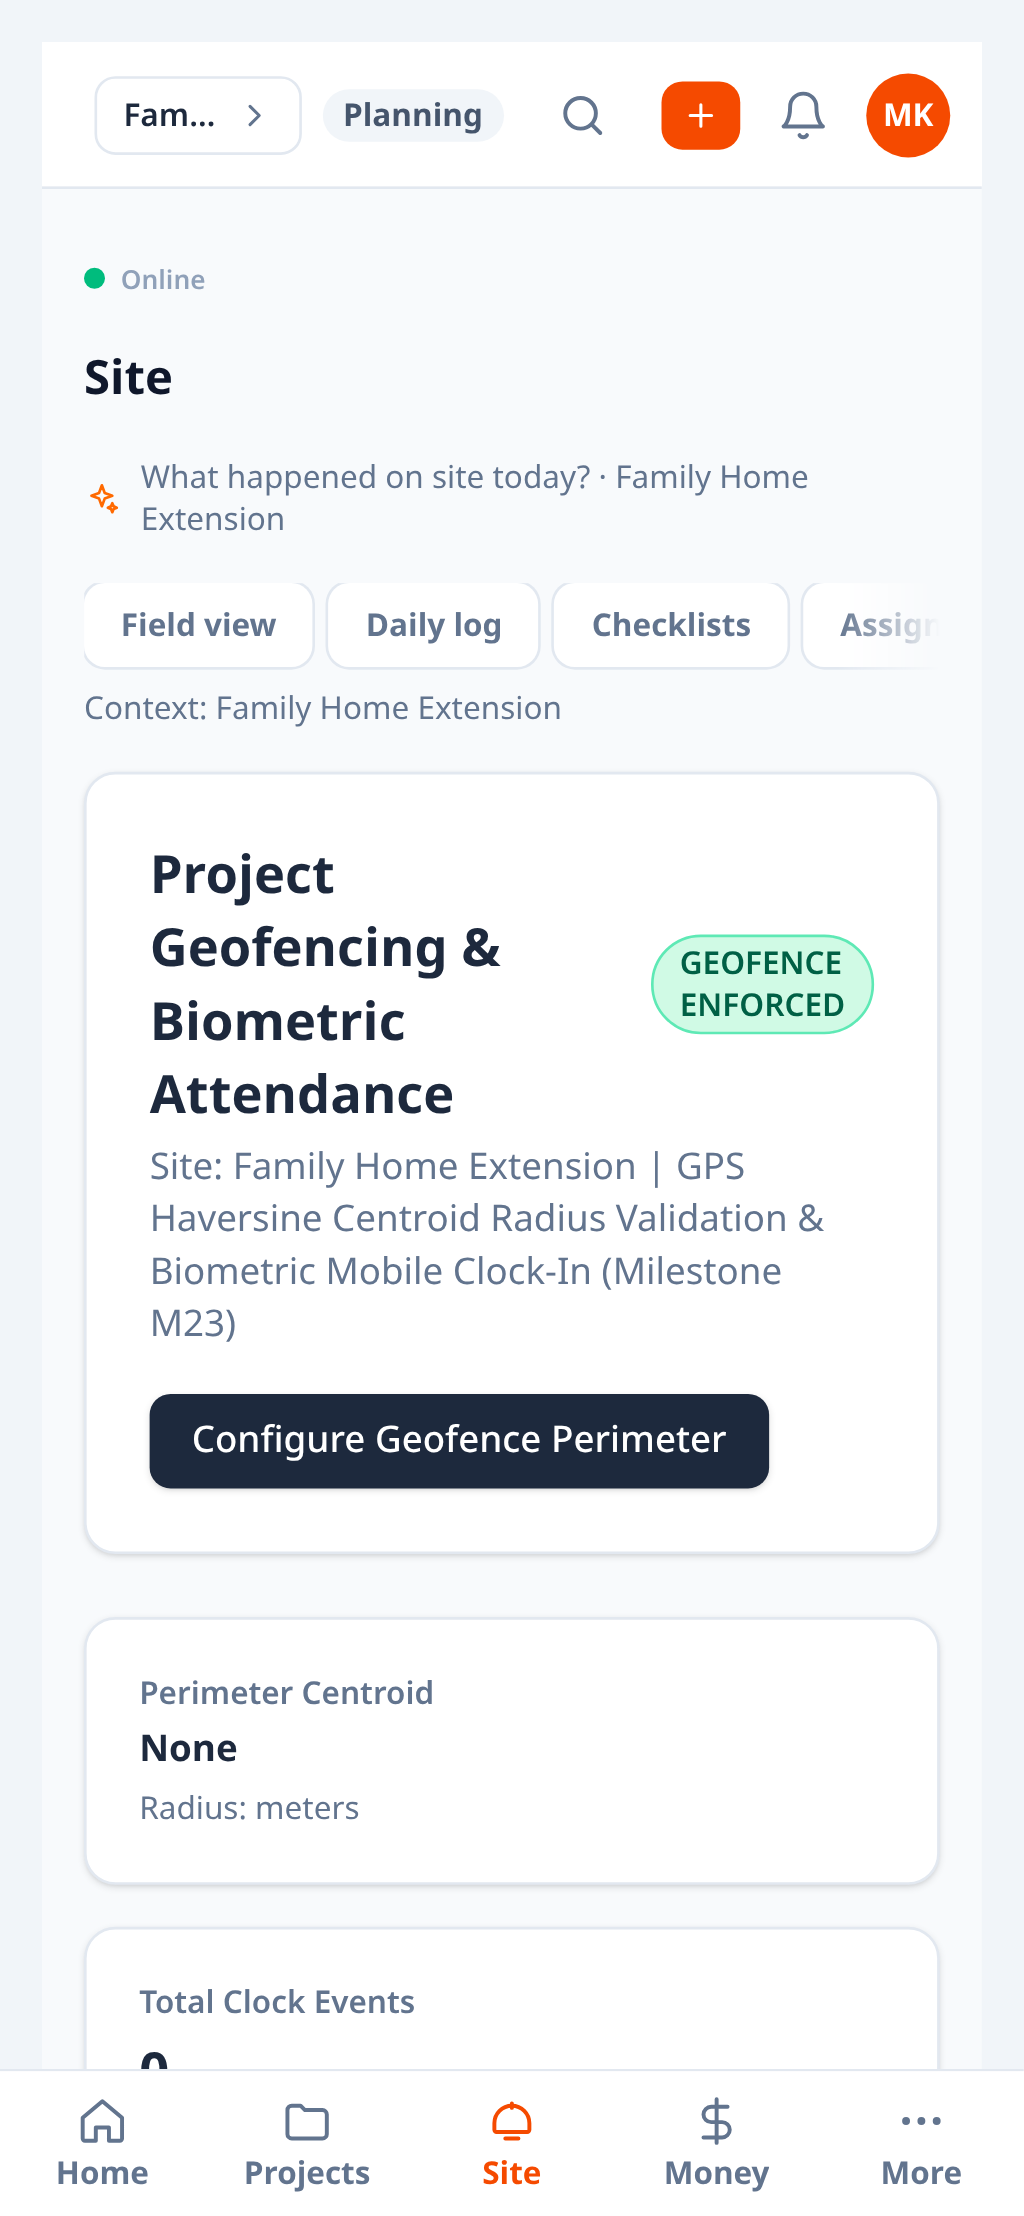 Fam...
Planning
MK
Online
Site
What happened on site today? · Family Home
Extension
Field view
Daily log
Checklists
Assign
Context: Family Home Extension
Project
Geofencing &
Biometric
Attendance
GEOFENCE
ENFORCED
Site: Family Home Extension | GPS
Haversine Centroid Radius Validation &
Biometric Mobile Clock-In (Milestone
M23)
Configure Geofence Perimeter
Perimeter Centroid
None
Radius: meters
Total Clock Events
0
Home
Projects
Site
Money
More